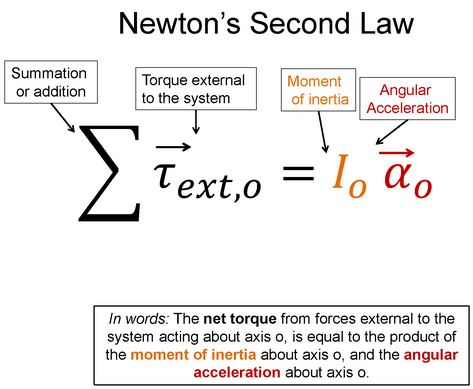 Newton’s Second Law
Summation
or addition
Torque external
to the system
Moment
of inertia
Angular
Acceleration
∑ τ⃗ₑₓₜ,ₒ = Iₒ α⃗ₒ
In words: The net torque from forces external to the
system acting about axis o, is equal to the product
of the moment of inertia about axis o, and the angular
acceleration about axis o.